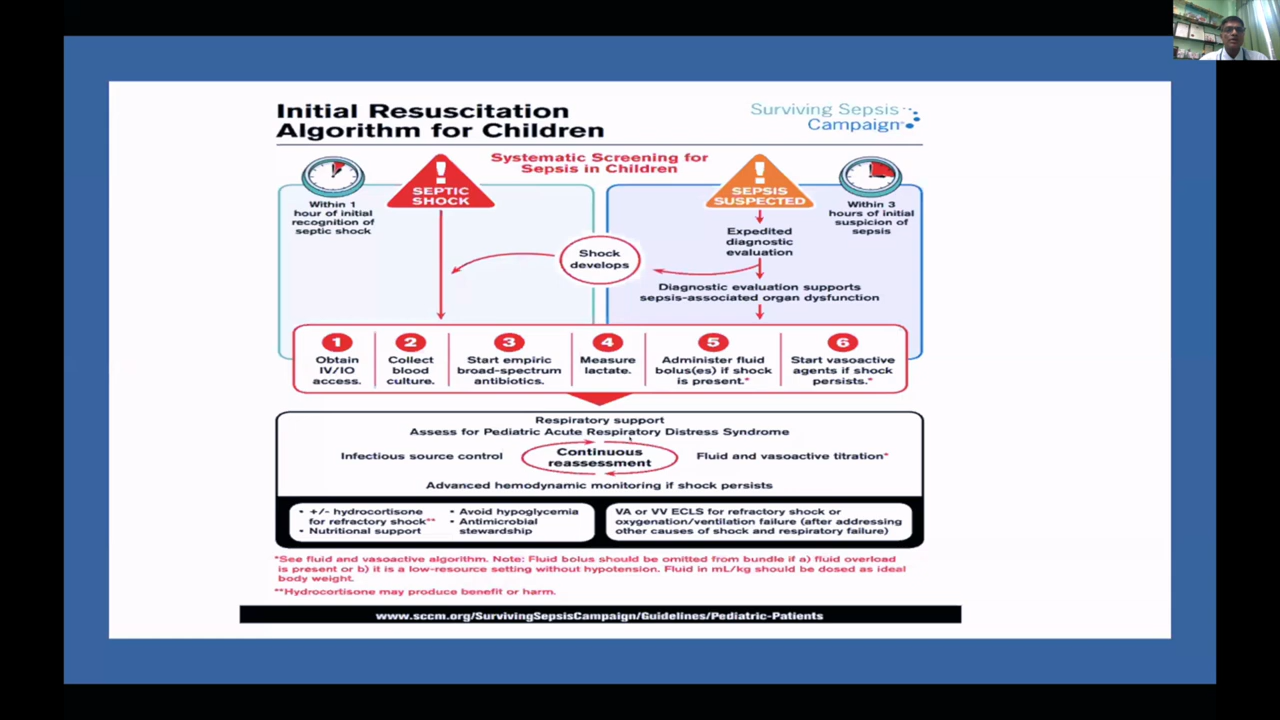 Initial Resuscitation
Algorithm for Children
Surviving Sepsis
Campaign
Systematic Screening for
Sepsis in Children
Within 1
hour of initial
recognition of
septic shock
!
SEPTIC
SHOCK
!
SEPSIS
SUSPECTED
Within 3
hours of initial
suspicion of
sepsis
Expedited
diagnostic
evaluation
Shock
develops
Diagnostic evaluation supports
sepsis-associated organ dysfunction
1
Obtain
IV/IO
access.
2
Collect
blood
culture.
3
Start empiric
broad-spectrum
antibiotics.
4
Measure
lactate.
5
Administer fluid
bolus(es) if shock
is present.*
6
Start vasoactive
agents if shock
persists.*
Respiratory support
Assess for Pediatric Acute Respiratory Distress Syndrome
Infectious source control
Continuous
reassessment
Fluid and vasoactive titration*
Advanced hemodynamic monitoring if shock persists
• +/- hydrocortisone
for refractory shock**
• Nutritional support
• Avoid hypoglycemia
• Antimicrobial
stewardship
VA or VV ECLS for refractory shock or
oxygenation/ventilation failure (after addressing
other causes of shock and respiratory failure)
*See fluid and vasoactive algorithm. Note: Fluid bolus should be omitted from bundle if a) fluid overload
is present or b) it is a low-resource setting without hypotension. Fluid in mL/kg should be dosed as ideal
body weight.
**Hydrocortisone may produce benefit or harm.
www.sccm.org/SurvivingSepsisCampaign/Guidelines/Pediatric-Patients